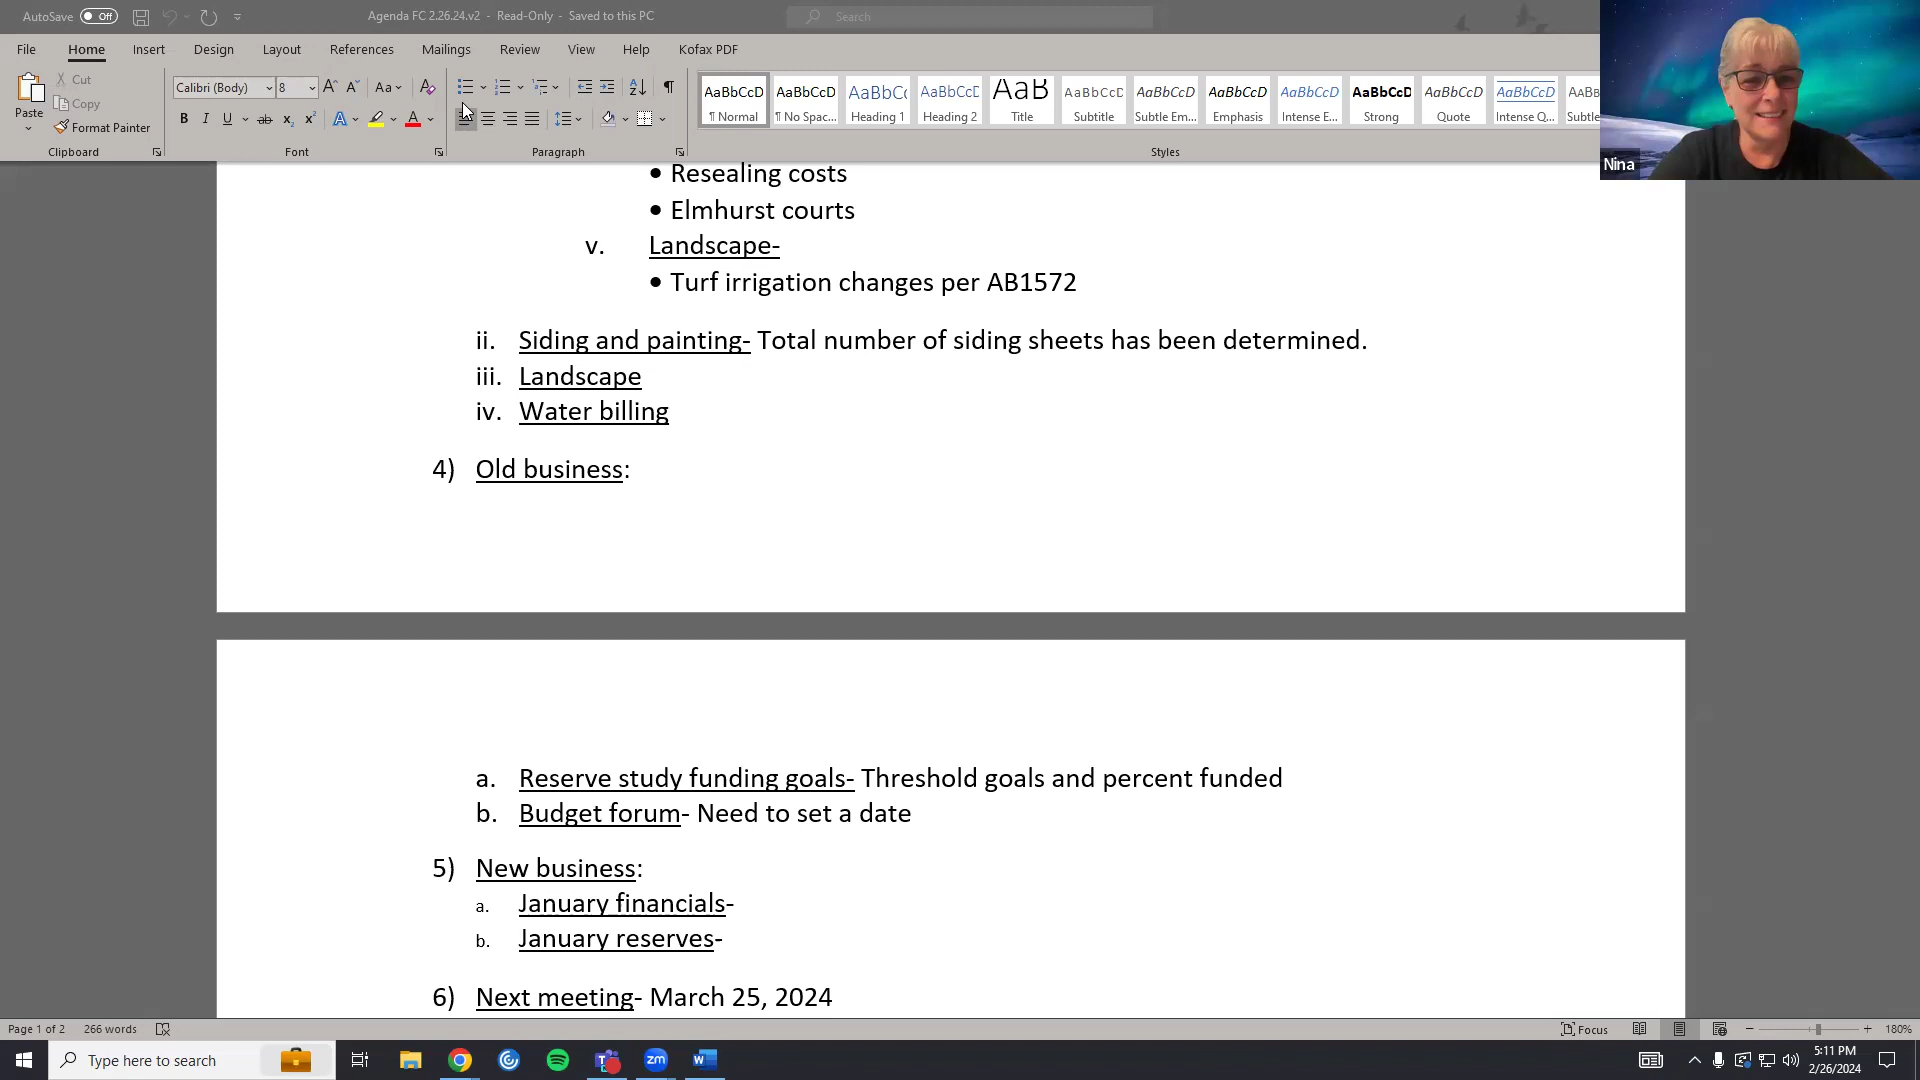 AutoSave Off Agenda FC 2.26.24.v2 - Read-Only - Saved to this PC Search
File Home Insert Design Layout References Mailings Review View Help Kofax PDF
Paste Cut Copy Format Painter
Calibri (Body) 8
AaBbCcD AaBbCcD AaBbCc AaBbCcD AaB AaBbCcD AaBbCcD AaBbCcD AaBbCcD AaBbCcD AaBbCcD AaBbCcD AaBb
¶ Normal ¶ No Spac... Heading 1 Heading 2 Title Subtitle Subtle Em... Emphasis Intense E... Strong Quote Intense Q... Subtle
Clipboard Font Paragraph Styles
Nina
• Resealing costs
• Elmhurst courts
v. Landscape-
• Turf irrigation changes per AB1572
ii. Siding and painting- Total number of siding sheets has been determined.
iii. Landscape
iv. Water billing
4) Old business:
a. Reserve study funding goals- Threshold goals and percent funded
b. Budget forum- Need to set a date
5) New business:
a. January financials-
b. January reserves-
6) Next meeting- March 25, 2024
Page 1 of 2 266 words Focus 180%
Type here to search
5:11 PM
2/26/2024